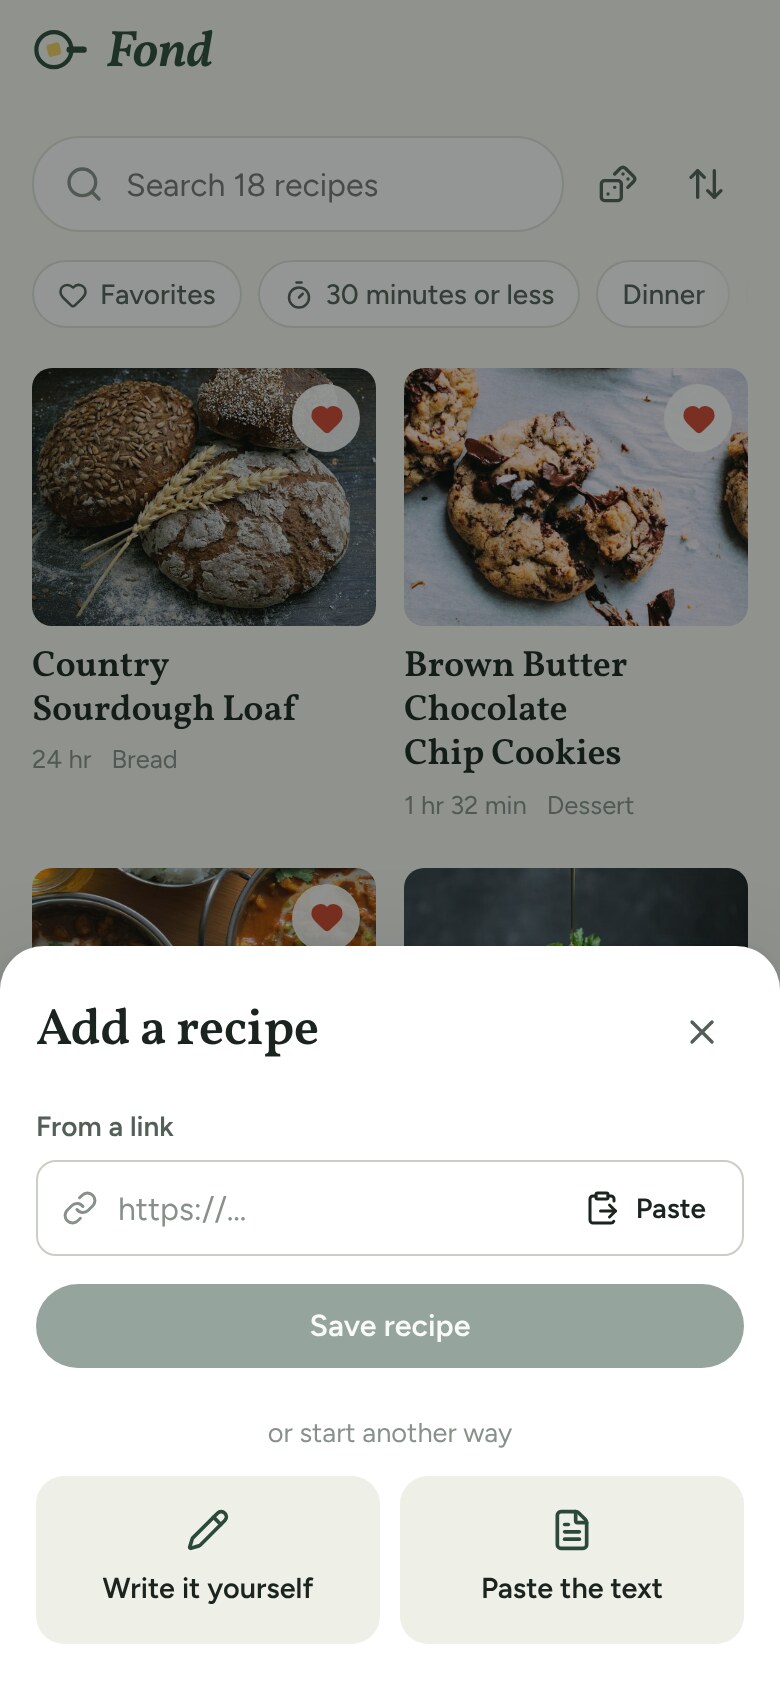 Fond
Search 18 recipes
Favorites
30 minutes or less
Dinner
Country
Sourdough Loaf
24 hr Bread
Brown Butter
Chocolate
Chip Cookies
1 hr 32 min Dessert
Add a recipe
From a link
https://...
Paste
Save recipe
or start another way
Write it yourself
Paste the text